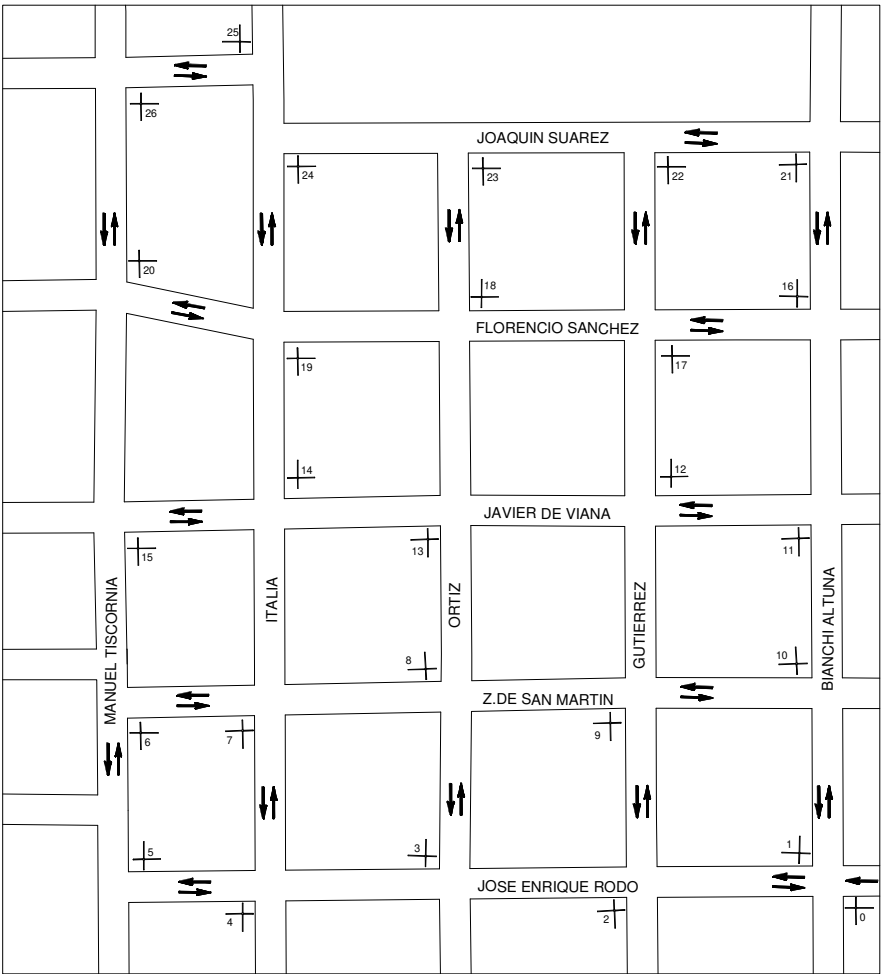 25
26
JOAQUIN SUAREZ
24
23
22
21
20
18
16
FLORENCIO SANCHEZ
19
17
14
12
JAVIER DE VIANA
15
13
11
MANUEL TISCORNIA
ITALIA
ORTIZ
GUTIERREZ
BIANCHI ALTUNA
8
10
Z.DE SAN MARTIN
6
7
9
5
3
1
JOSE ENRIQUE RODO
4
2
0